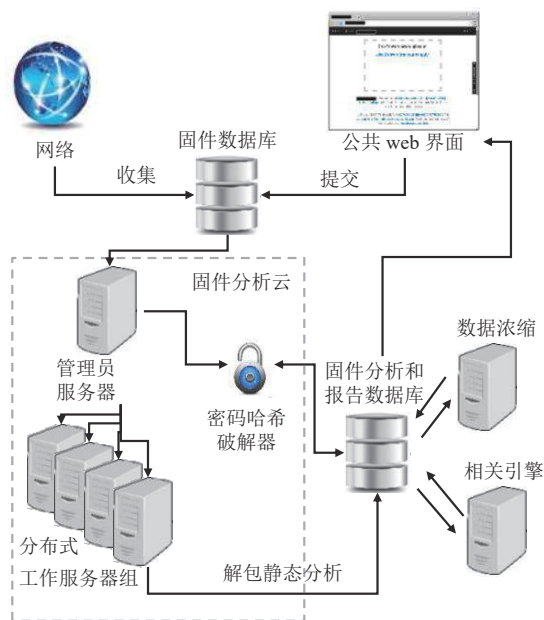 网络
公共 web 界面
固件数据库
收集
提交
固件分析云
管理员
服务器
密码哈希
破解器
固件分析和
报告数据库
数据浓缩
相关引擎
分布式
工作服务器组
解包静态分析